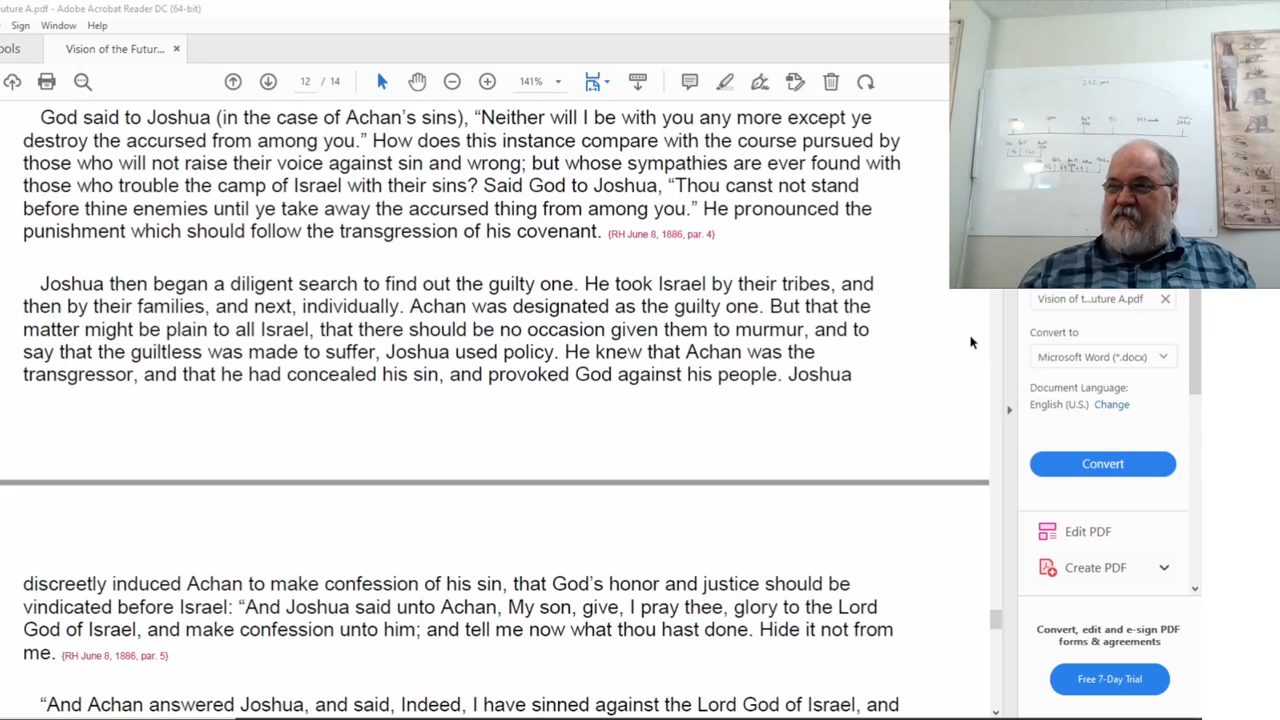 uture A.pdf - Adobe Acrobat Reader DC (64-bit)
Sign Window Help
ools Vision of the Futur... ×
12 / 14 141%
God said to Joshua (in the case of Achan's sins), “Neither will I be with you any more except ye
destroy the accursed from among you.” How does this instance compare with the course pursued by
those who will not raise their voice against sin and wrong; but whose sympathies are ever found with
those who trouble the camp of Israel with their sins? Said God to Joshua, “Thou canst not stand
before thine enemies until ye take away the accursed thing from among you.” He pronounced the
punishment which should follow the transgression of his covenant. {RH June 8, 1886, par. 4}
Joshua then began a diligent search to find out the guilty one. He took Israel by their tribes, and
then by their families, and next, individually. Achan was designated as the guilty one. But that the
matter might be plain to all Israel, that there should be no occasion given them to murmur, and to
say that the guiltless was made to suffer, Joshua used policy. He knew that Achan was the
transgressor, and that he had concealed his sin, and provoked God against his people. Joshua
discreetly induced Achan to make confession of his sin, that God’s honor and justice should be
vindicated before Israel: “And Joshua said unto Achan, My son, give, I pray thee, glory to the Lord
God of Israel, and make confession unto him; and tell me now what thou hast done. Hide it not from
me. {RH June 8, 1886, par. 5}
“And Achan answered Joshua, and said, Indeed, I have sinned against the Lord God of Israel, and
Vision of t...uture A.pdf ×
Convert to
Microsoft Word (*.docx)
Document Language:
English (U.S.) Change
Convert
Edit PDF
Create PDF
Convert, edit and e-sign PDF
forms & agreements
Free 7-Day Trial